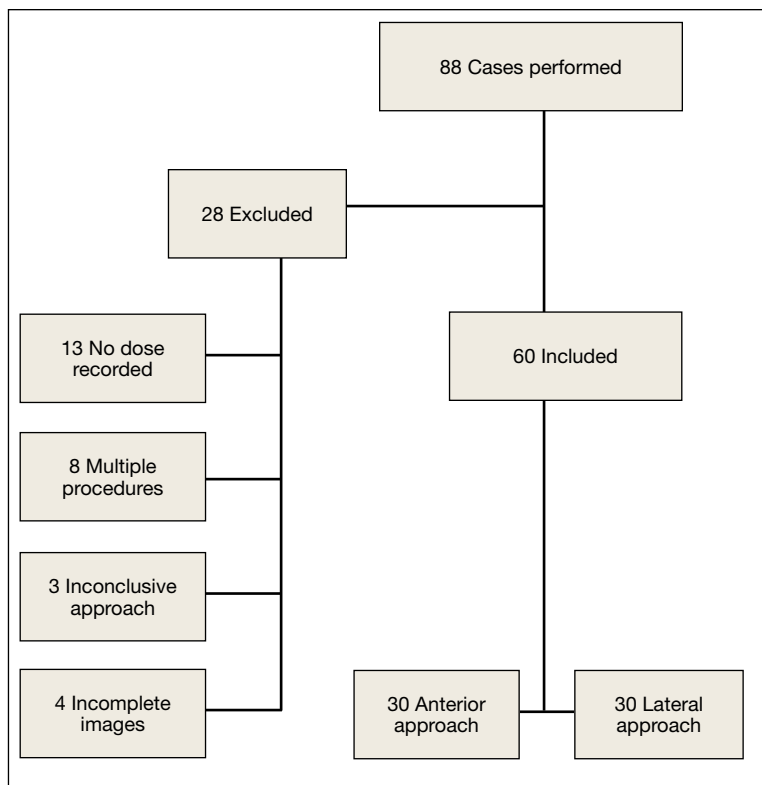 88 Cases performed
28 Excluded
13 No dose
recorded
8 Multiple
procedures
3 Inconclusive
approach
4 Incomplete
images
60 Included
30 Anterior
approach
30 Lateral
approach